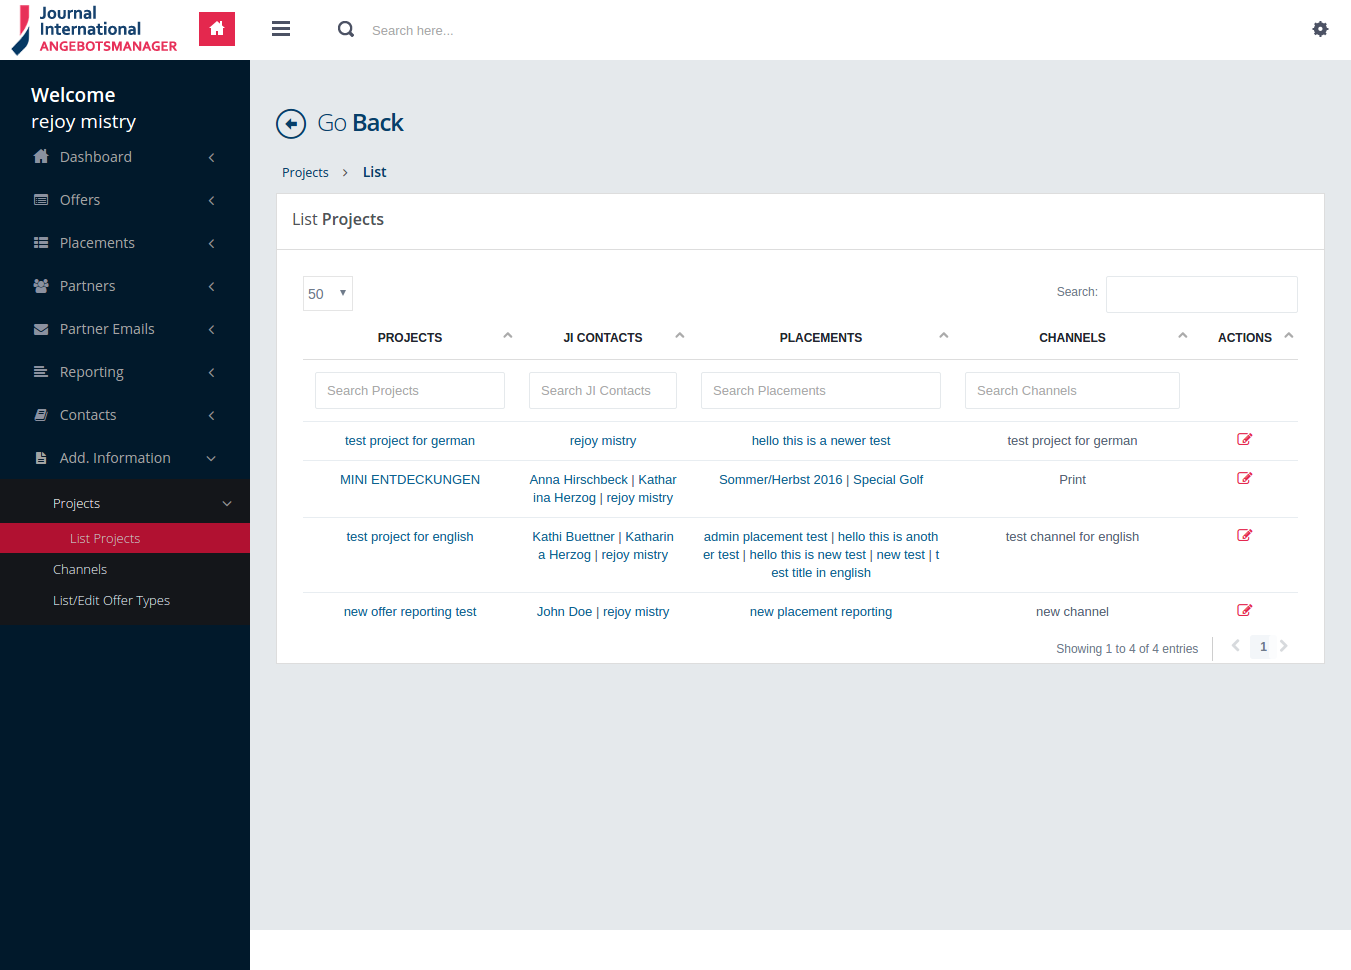 Journal
International
ANGEBOTSMANAGER
Search here...
Welcome
rejoy mistry
Dashboard
Offers
Placements
Partners
Partner Emails
Reporting
Contacts
Add. Information
Projects
List Projects
Channels
List/Edit Offer Types
Go Back
Projects > List
List Projects
50
Search:
PROJECTS JI CONTACTS PLACEMENTS CHANNELS ACTIONS
Search Projects Search JI Contacts Search Placements Search Channels
test project for german rejoy mistry hello this is a newer test test project for german
MINI ENTDECKUNGEN Anna Hirschbeck | Kathar Sommer/Herbst 2016 | Special Golf Print
ina Herzog | rejoy mistry
test project for english Kathi Buettner | Katharin admin placement test | hello this is anoth test channel for english
a Herzog | rejoy mistry er test | hello this is new test | new test | t
est title in english
new offer reporting test John Doe | rejoy mistry new placement reporting new channel
Showing 1 to 4 of 4 entries 1